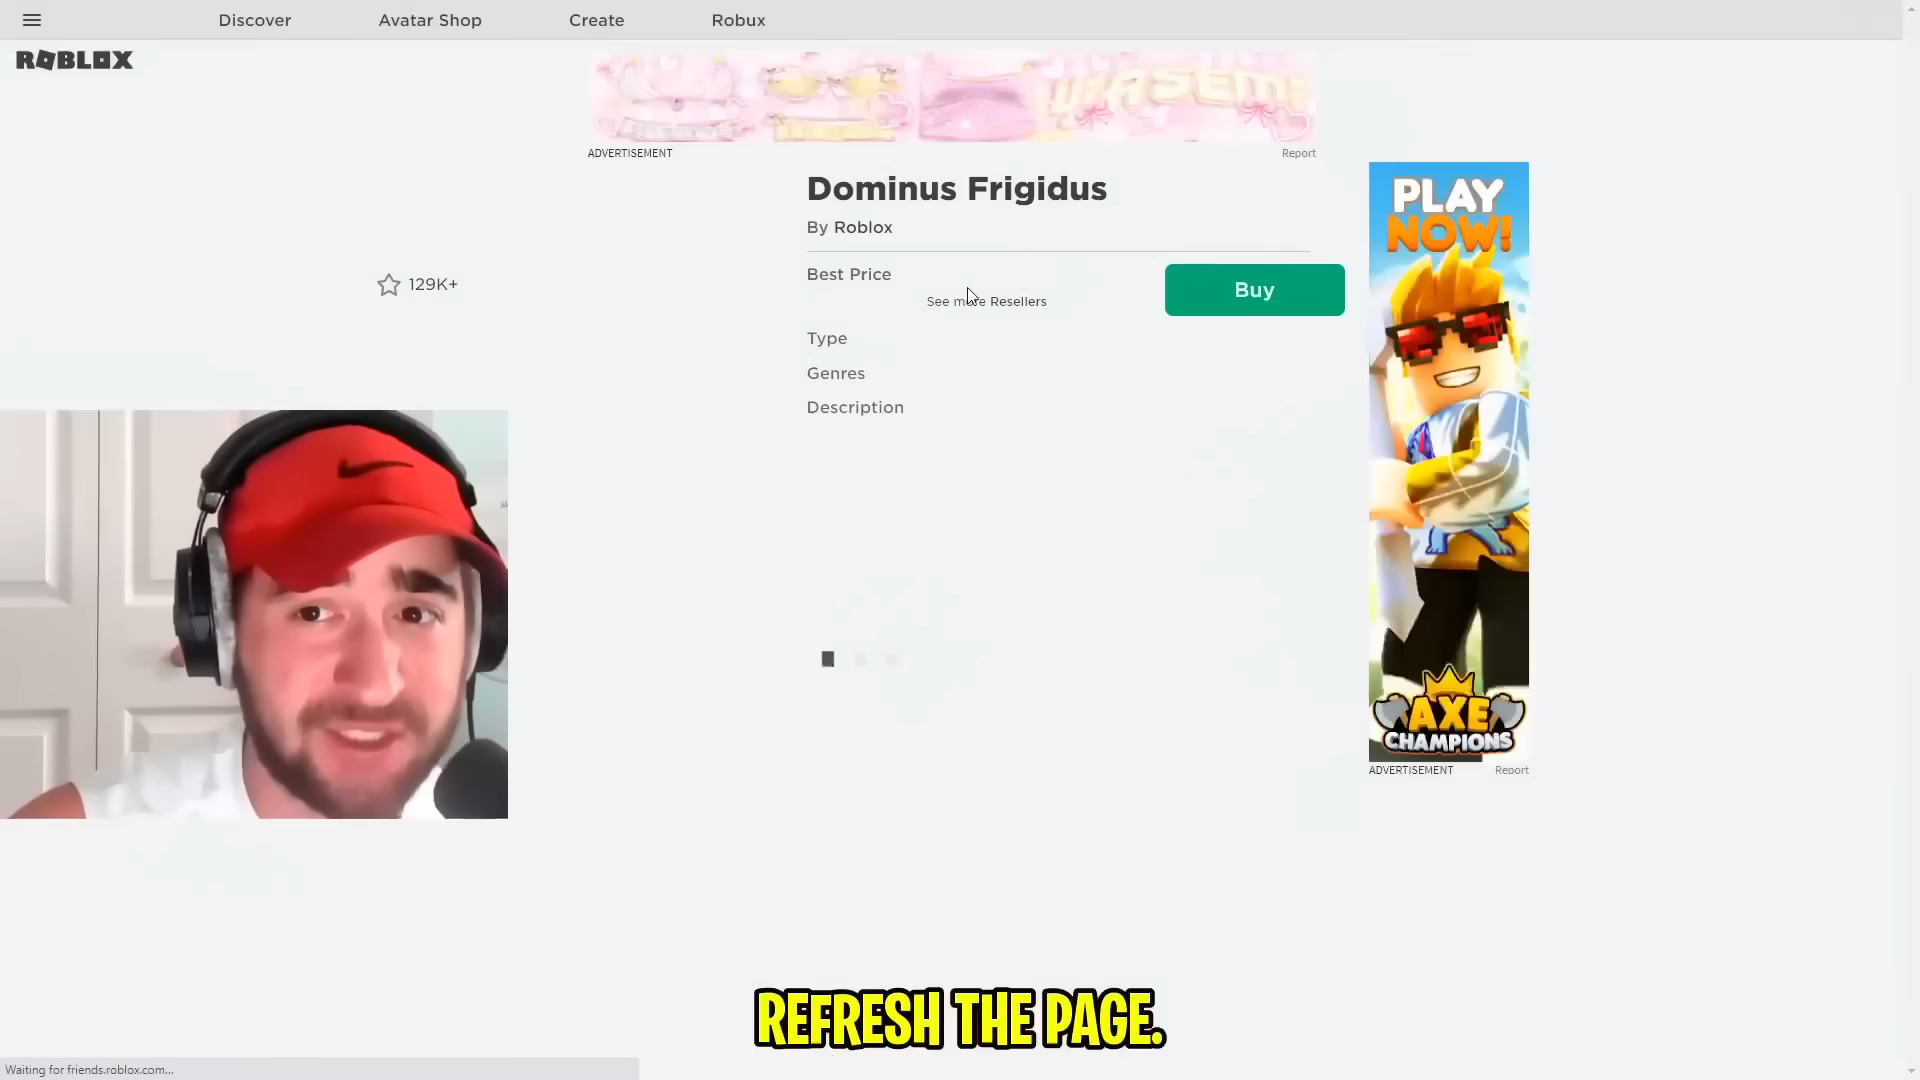 Discover Avatar Shop Create Robux
ROBLOX
ADVERTISEMENT Report
Dominus Frigidus
By Roblox
129K+
Best Price
See more Resellers
Buy
Type
Genres
Description
PLAY
NOW!
AXE
CHAMPIONS
ADVERTISEMENT Report
REFRESH THE PAGE.
Waiting for friends.roblox.com...